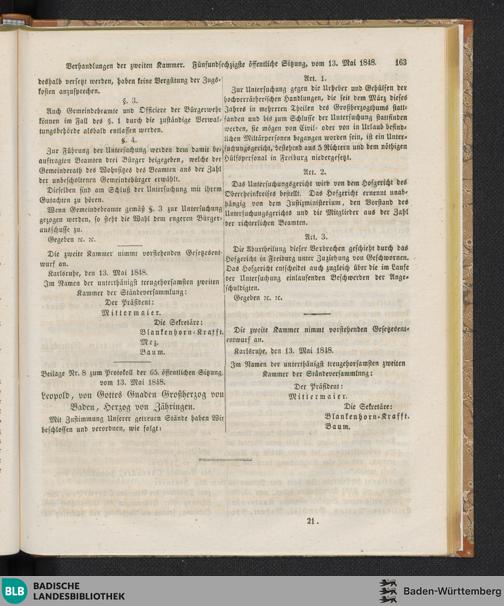 Verhandlungen der zweiten Kammer. Fünfundsechzigste öffentliche Sitzung, vom 13. Mai 1848. 163
deshalb versetzt werden, haben keine Vergütung der Zugs-
kosten anzusprechen.
§. 3.
Auch Gemeindebeamte und Officiere der Bürgerwehr
können im Fall des §. 1 durch die zuständige Verwal-
tungsbehörde alsbald entlassen werden.
§. 4.
Zur Führung der Untersuchung werden dem damit be-
auftragten Beamten drei Bürger beigegeben, welche der
Gemeinderath des Wohnsitzes des Beamten aus der Zahl
der unbescholtenen Gemeindebürger erwählt.
Dieselben sind am Schluß der Untersuchung mit ihrem
Gutachten zu hören.
Wenn Gemeindebeamte gemäß §. 3 zur Untersuchung
gezogen werden, so steht die Wahl dem engeren Bürger-
ausschusse zu.
Gegeben ꝛc. ꝛc.
Die zweite Kammer nimmt vorstehenden Gesetzesent-
wurf an.
Karlsruhe, den 13. Mai 1848.
Im Namen der unterthänigst treugehorsamsten zweiten
Kammer der Ständeversammlung:
Der Präsident:
Mittermaier.
Die Sekretäre:
Blankenhorn-Krafft.
Mez.
Baum.
Beilage Nr. 8 zum Protokoll der 65. öffentlichen Sitzung
vom 13. Mai 1848.
Leopold, von Gottes Gnaden Großherzog von
Baden, Herzog von Zähringen.
Mit Zustimmung Unserer getreuen Stände haben Wir
beschlossen und verordnen, wie folgt:
Art. 1.
Zur Untersuchung gegen die Urheber und Gehülfen der
hochverrätherischen Handlungen, die seit dem März dieses
Jahres in mehreren Theilen des Großherzogthums statt-
fanden und bis zum Schlusse der Untersuchung stattfinden
werden, sie mögen von Civil- oder von in Urlaub befind-
lichen Militärpersonen begangen worden sein, ist ein Unter-
suchungsgericht, bestehend aus 5 Richtern und dem nöthigen
Hülfspersonal in Freiburg niedergesetzt.
Art. 2.
Das Untersuchungsgericht wird von dem Hofgericht des
Oberrheinkreises bestellt. Das Hofgericht ernennt unab-
hängig von dem Justizministerium, den Vorstand des
Untersuchungsgerichts und die Mitglieder aus der Zahl
der richterlichen Beamten.
Art. 3.
Die Aburtheilung dieser Verbrechen geschieht durch das
Hofgericht in Freiburg unter Zuziehung von Geschwornen.
Das Hofgericht entscheidet auch zugleich über die im Laufe
der Untersuchung einlaufenden Beschwerden der Ange-
schuldigten.
Gegeben ꝛc. ꝛc.
Die zweite Kammer nimmt vorstehenden Gesetzesent-
entwurf an.
Karlsruhe, den 13. Mai 1848.
Im Namen der unterthänigst treugehorsamsten zweiten
Kammer der Ständeversammlung:
Der Präsident:
Mittermaier.
Die Sekretäre:
Blankenhorn-Krafft.
Baum.
21.
BLB BADISCHE
LANDESBIBLIOTHEK
Baden-Württemberg